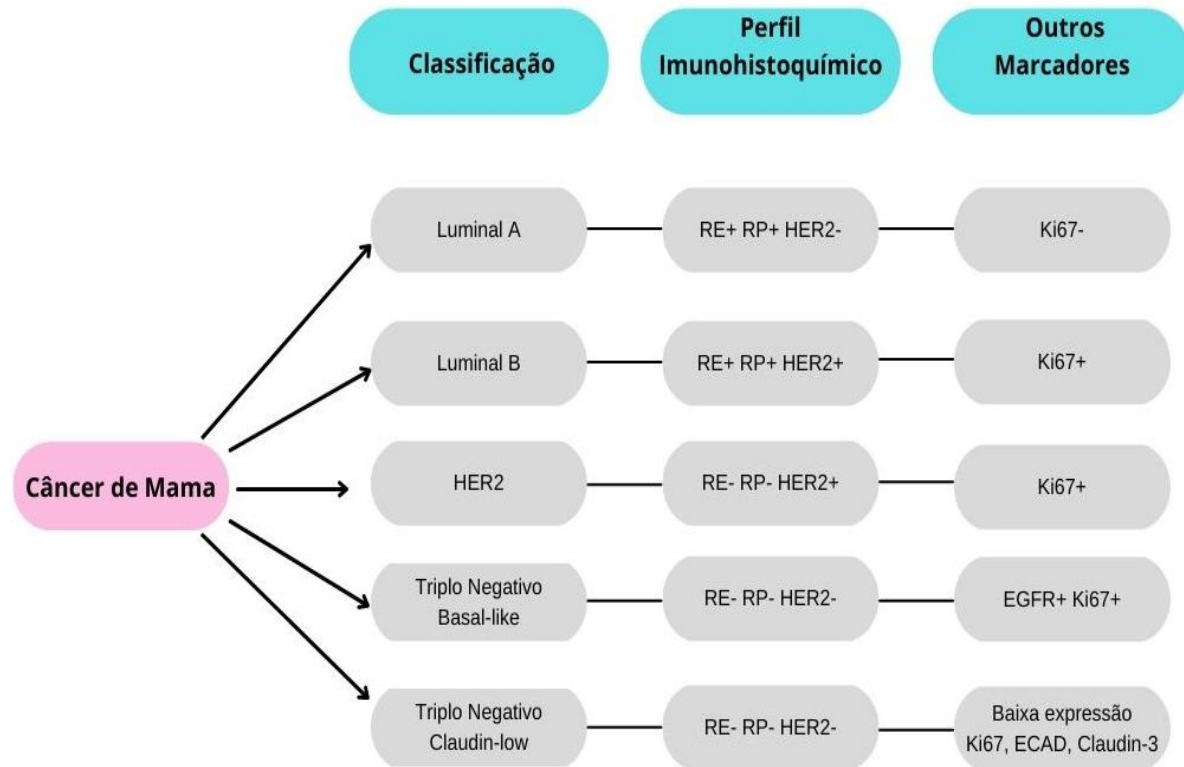 Classificação
Perfil
Imunohistoquímico
Outros
Marcadores
Câncer de Mama
Luminal A
RE+ RP+ HER2-
Ki67-
Luminal B
RE+ RP+ HER2+
Ki67+
HER2
RE- RP- HER2+
Ki67+
Triplo Negativo
Basal-like
RE- RP- HER2-
EGFR+ Ki67+
Triplo Negativo
Claudin-low
RE- RP- HER2-
Baixa expressão
Ki67, ECAD, Claudin-3